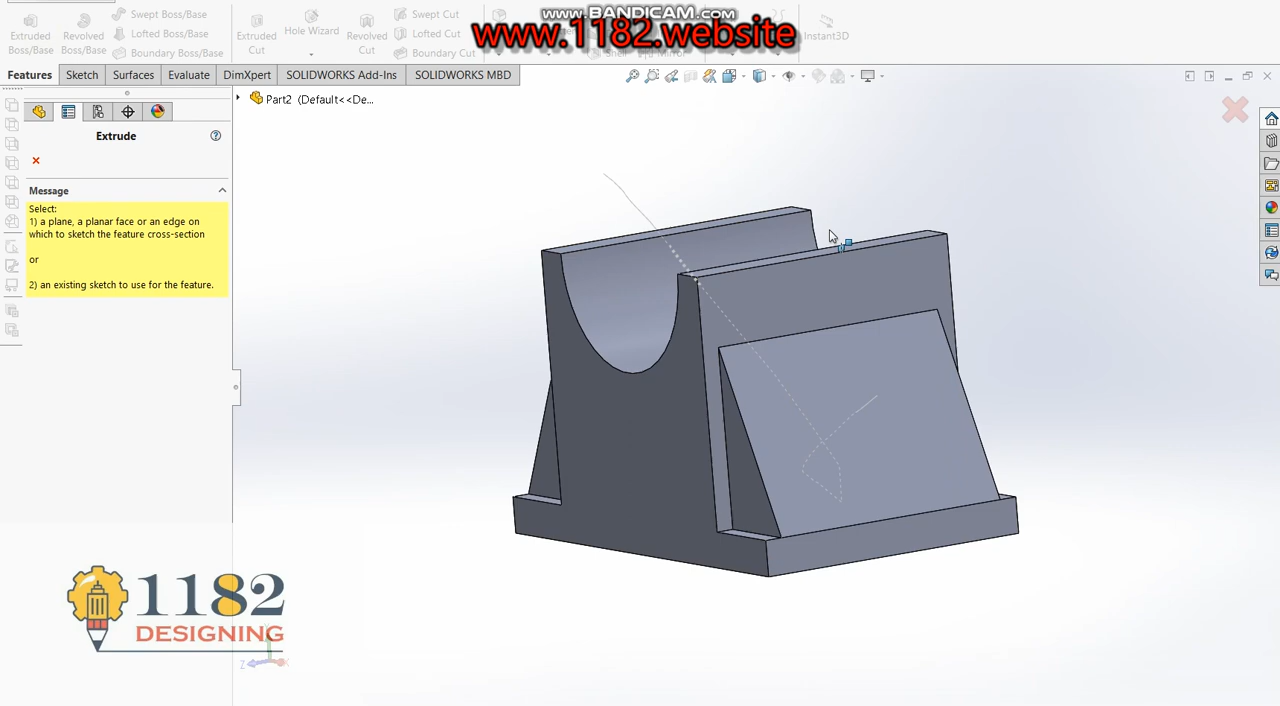 www.BANDICAM.com
www.1182.website
Extruded
Boss/Base
Revolved
Boss/Base
Swept Boss/Base
Lofted Boss/Base
Boundary Boss/Base
Extruded
Cut
Hole Wizard
Revolved
Cut
Swept Cut
Lofted Cut
Boundary Cut
Shell
Mirror
Instant3D
Features
Sketch
Surfaces
Evaluate
DimXpert
SOLIDWORKS Add-Ins
SOLIDWORKS MBD
Part2 (Default<<De...
Extrude
Message
Select:
1) a plane, a planar face or an edge on
which to sketch the feature cross-section
or
2) an existing sketch to use for the feature.
1182
DESIGNING
Z